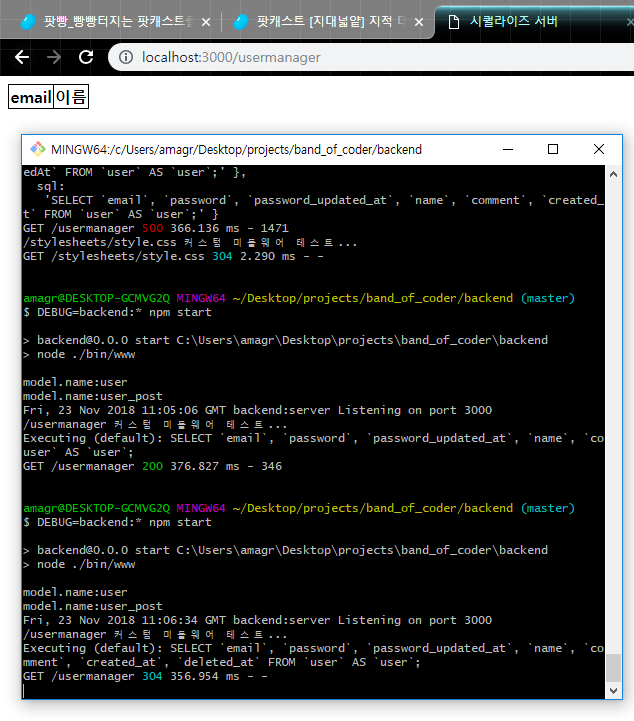 팟빵_빵빵터지는 팟캐스트
팟캐스트 [지대넓얕] 지적 대
시퀄라이즈 서버
localhost:3000/usermanager
email 이름
MINGW64:/c/Users/amagr/Desktop/projects/band_of_coder/backend
edAt` FROM `user` AS `user`;' },
sql:
'SELECT `email`, `password`, `password_updated_at`, `name`, `comment`, `created_
t` FROM `user` AS `user`;' }
GET /usermanager 500 366.136 ms - 1471
/stylesheets/style.css 커스텀 미들웨어 테스트...
GET /stylesheets/style.css 304 2.290 ms - -
amagr@DESKTOP-GCMVG2Q MINGW64 ~/Desktop/projects/band_of_coder/backend (master)
$ DEBUG=backend:* npm start
> backend@0.0.0 start C:\Users\amagr\Desktop\projects\band_of_coder\backend
> node ./bin/www
model.name:user
model.name:user_post
Fri, 23 Nov 2018 11:05:06 GMT backend:server Listening on port 3000
/usermanager 커스텀 미들웨어 테스트...
Executing (default): SELECT `email`, `password`, `password_updated_at`, `name`, `co
user` AS `user`;
GET /usermanager 200 376.827 ms - 346
amagr@DESKTOP-GCMVG2Q MINGW64 ~/Desktop/projects/band_of_coder/backend (master)
$ DEBUG=backend:* npm start
> backend@0.0.0 start C:\Users\amagr\Desktop\projects\band_of_coder\backend
> node ./bin/www
model.name:user
model.name:user_post
Fri, 23 Nov 2018 11:06:34 GMT backend:server Listening on port 3000
/usermanager 커스텀 미들웨어 테스트...
Executing (default): SELECT `email`, `password`, `password_updated_at`, `name`, `co
mment`, `created_at`, `deleted_at` FROM `user` AS `user`;
GET /usermanager 304 356.954 ms - -